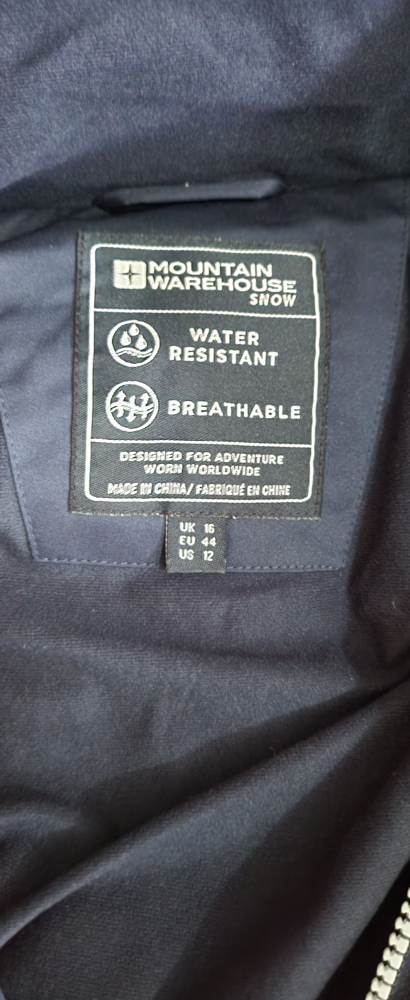 MOUNTAIN
WAREHOUSE
SNOW
WATER
RESISTANT
BREATHABLE
DESIGNED FOR ADVENTURE
WORN WORLDWIDE
MADE IN CHINA/ FABRIQUÉ EN CHINE
UK 16
EU 44
US 12